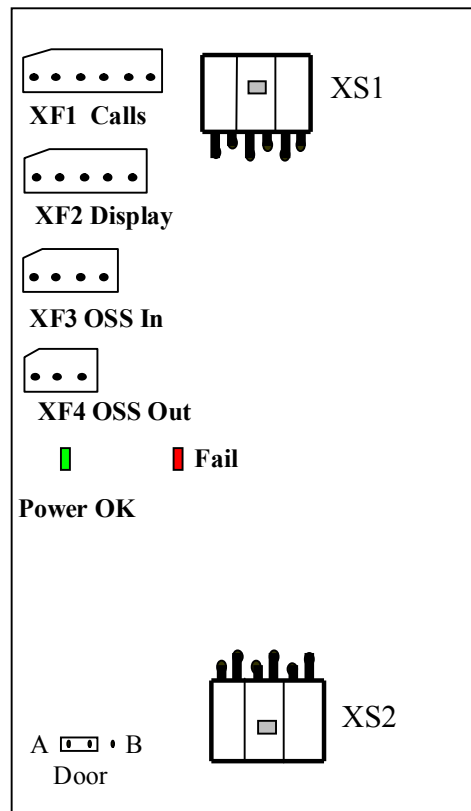 XS1
XF1 Calls
XF2 Display
XF3 OSS In
XF4 OSS Out
Fail
Power OK
XS2
A B
Door